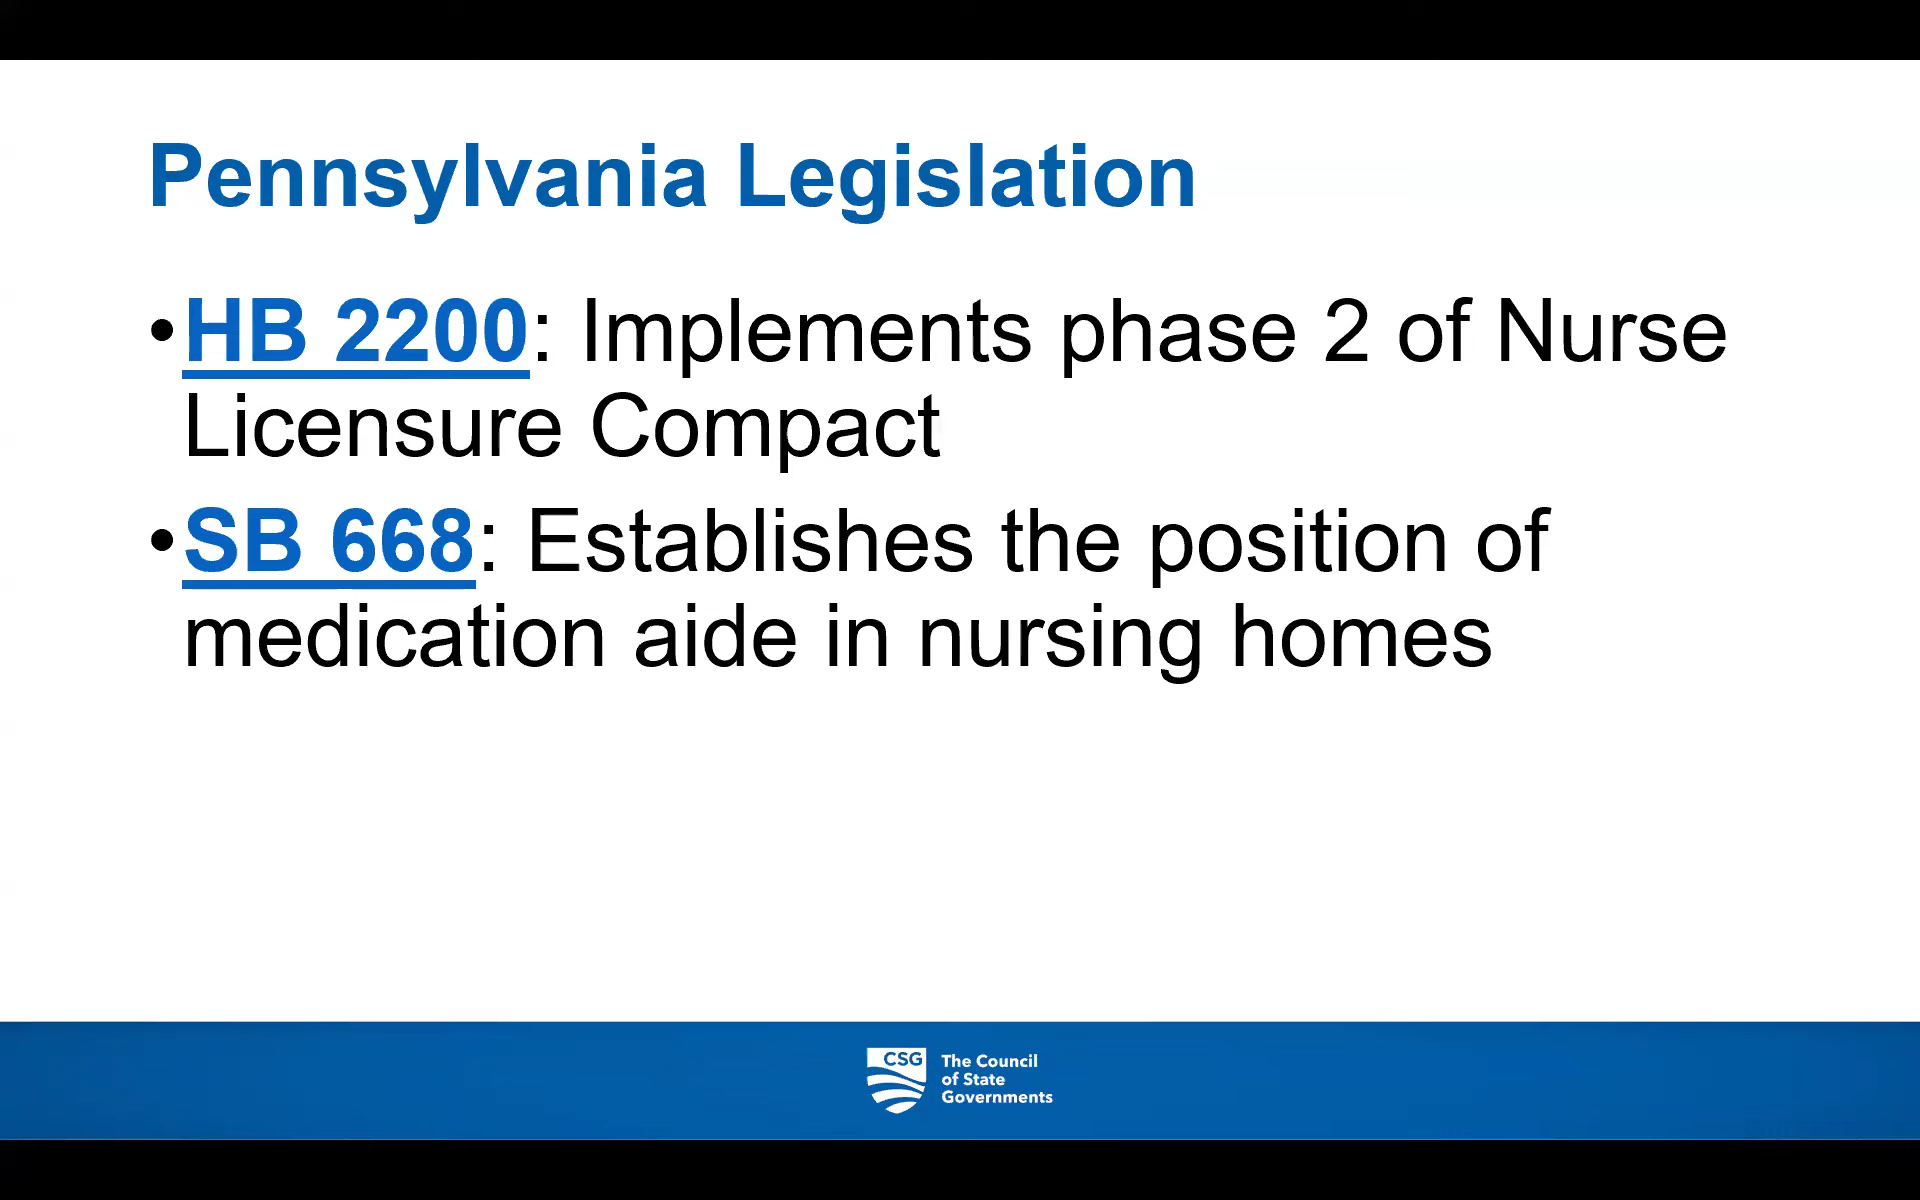 Pennsylvania Legislation
•HB 2200: Implements phase 2 of Nurse
Licensure Compact
•SB 668: Establishes the position of
medication aide in nursing homes
CSG
The Council
of State
Governments